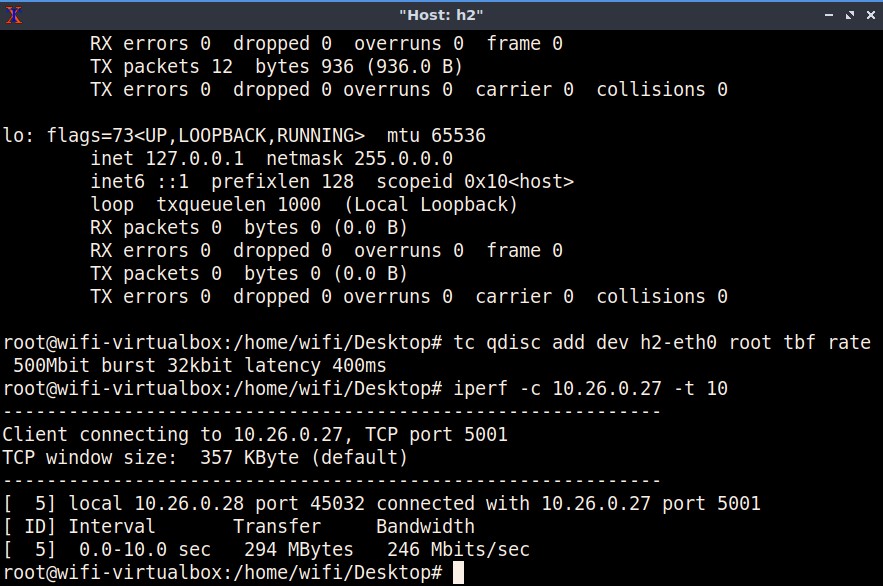 "Host: h2"
RX errors 0  dropped 0  overruns 0  frame 0
TX packets 12  bytes 936 (936.0 B)
TX errors 0  dropped 0 overruns 0  carrier 0  collisions 0
lo: flags=73<UP,LOOPBACK,RUNNING>  mtu 65536
inet 127.0.0.1  netmask 255.0.0.0
inet6 ::1  prefixlen 128  scopeid 0x10<host>
loop  txqueuelen 1000  (Local Loopback)
RX packets 0  bytes 0 (0.0 B)
RX errors 0  dropped 0  overruns 0  frame 0
TX packets 0  bytes 0 (0.0 B)
TX errors 0  dropped 0 overruns 0  carrier 0  collisions 0
root@wifi-virtualbox:/home/wifi/Desktop# tc qdisc add dev h2-eth0 root tbf rate
500Mbit burst 32kbit latency 400ms
root@wifi-virtualbox:/home/wifi/Desktop# iperf -c 10.26.0.27 -t 10
------------------------------------------------------------
Client connecting to 10.26.0.27, TCP port 5001
TCP window size:  357 KByte (default)
------------------------------------------------------------
[  5] local 10.26.0.28 port 45032 connected with 10.26.0.27 port 5001
[ ID] Interval       Transfer     Bandwidth
[  5]  0.0-10.0 sec   294 MBytes   246 Mbits/sec
root@wifi-virtualbox:/home/wifi/Desktop#